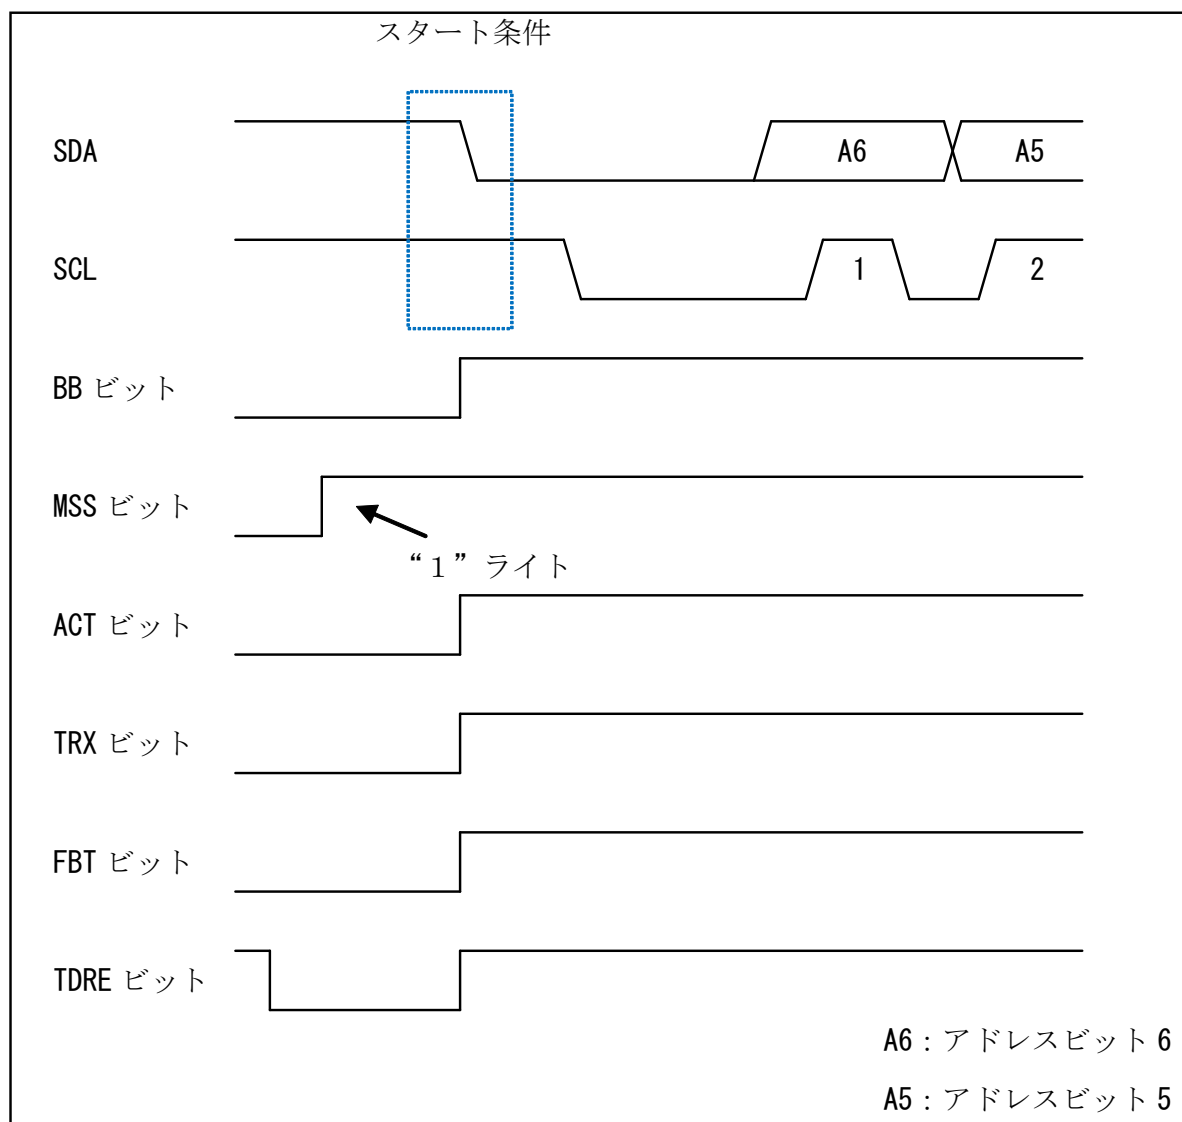 スタート条件
SDA
A6
A5
SCL
1
2
BB ビット
MSS ビット
“１” ライト
ACT ビット
TRX ビット
FBT ビット
TDRE ビット
A6：アドレスビット 6
A5：アドレスビット 5